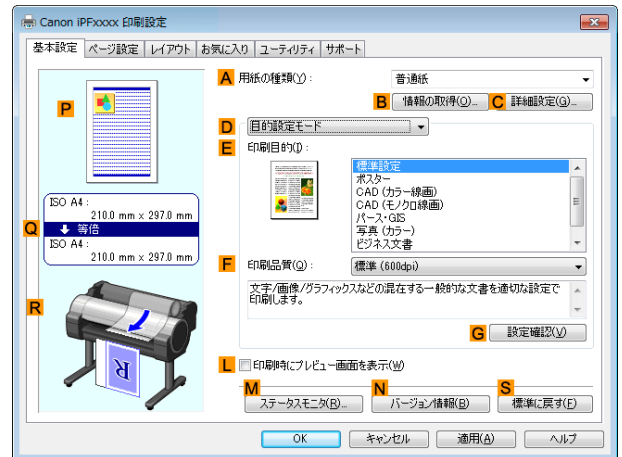 Canon iPFxxxx 印刷設定
基本設定 ページ設定 レイアウト お気に入り ユーティリティ サポート
A 用紙の種類(Y): 普通紙
B 情報の取得(O)... C 詳細設定(G)...
P
D 目的設定モード
E 印刷目的(I):
標準設定
ポスター
CAD (カラー線画)
CAD (モノクロ線画)
パース・GIS
写真 (カラー)
ビジネス文書
ISO A4 :
210.0 mm x 297.0 mm
Q 等倍
ISO A4 :
210.0 mm x 297.0 mm
F 印刷品質(Q): 標準 (600dpi)
文字/画像/グラフィックスなどの混在する一般的な文書を適切な設定で
印刷します。
R
R
G 設定確認(V)
L 印刷時にプレビュー画面を表示(W)
M N S
ステータスモニタ(R)... バージョン情報(B) 標準に戻す(F)
OK キャンセル 適用(A) ヘルプ